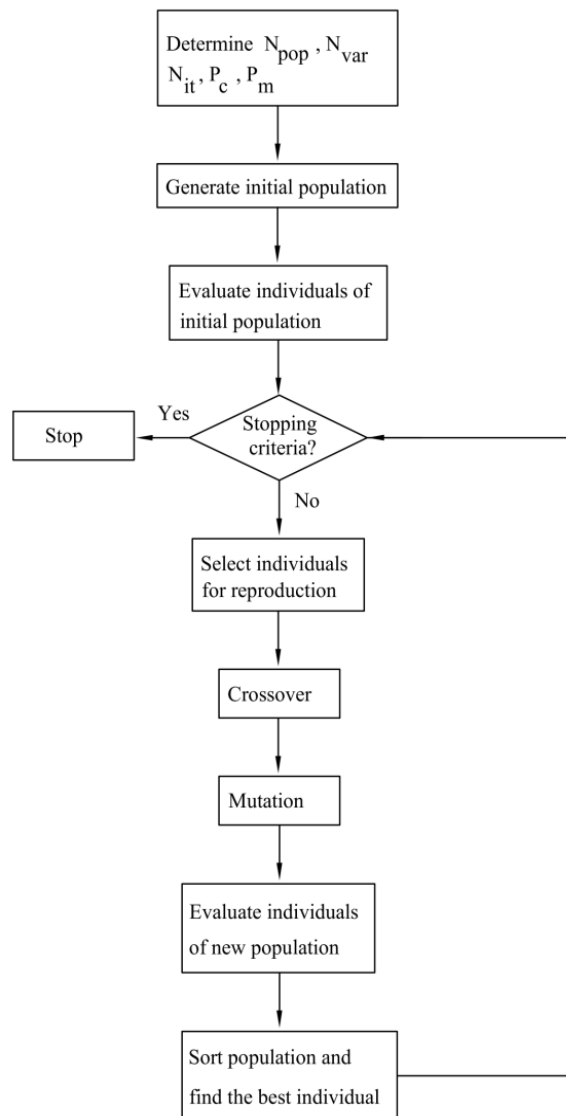 Determine N_pop , N_var
N_it , P_c , P_m
Generate initial population
Evaluate individuals of
initial population
Yes
Stop
Stopping
criteria?
No
Select individuals
for reproduction
Crossover
Mutation
Evaluate individuals
of new population
Sort population and
find the best individual